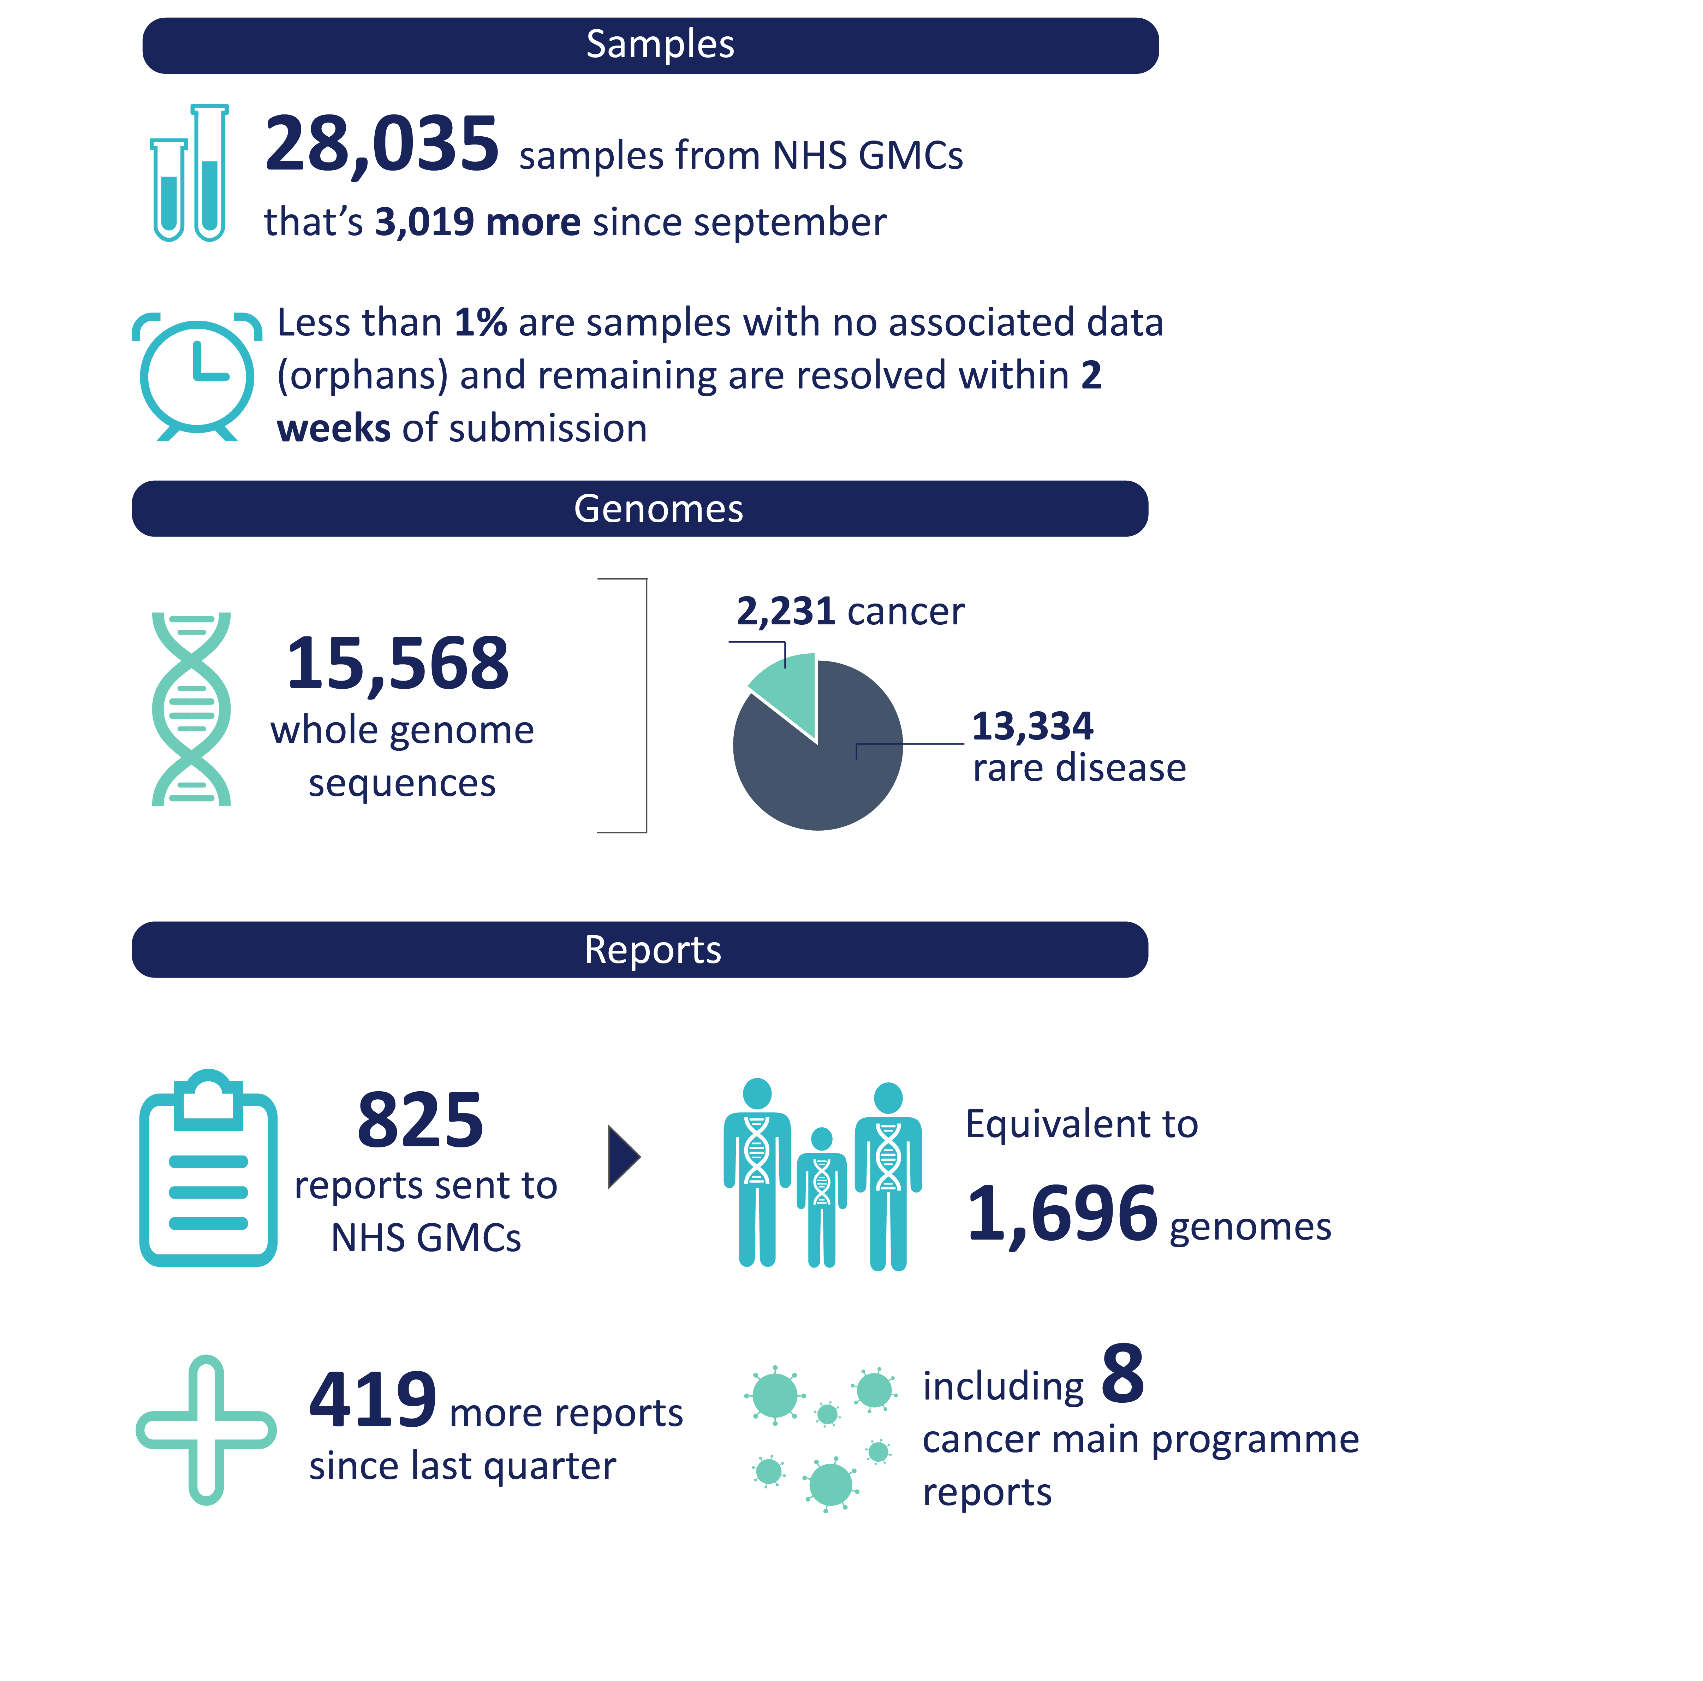 Samples
28,035 samples from NHS GMCs
that’s 3,019 more since september
Less than 1% are samples with no associated data
(orphans) and remaining are resolved within 2
weeks of submission
Genomes
15,568
whole genome
sequences
2,231 cancer
13,334
rare disease
Reports
825
reports sent to
NHS GMCs
Equivalent to
1,696 genomes
419 more reports
since last quarter
including 8
cancer main programme
reports